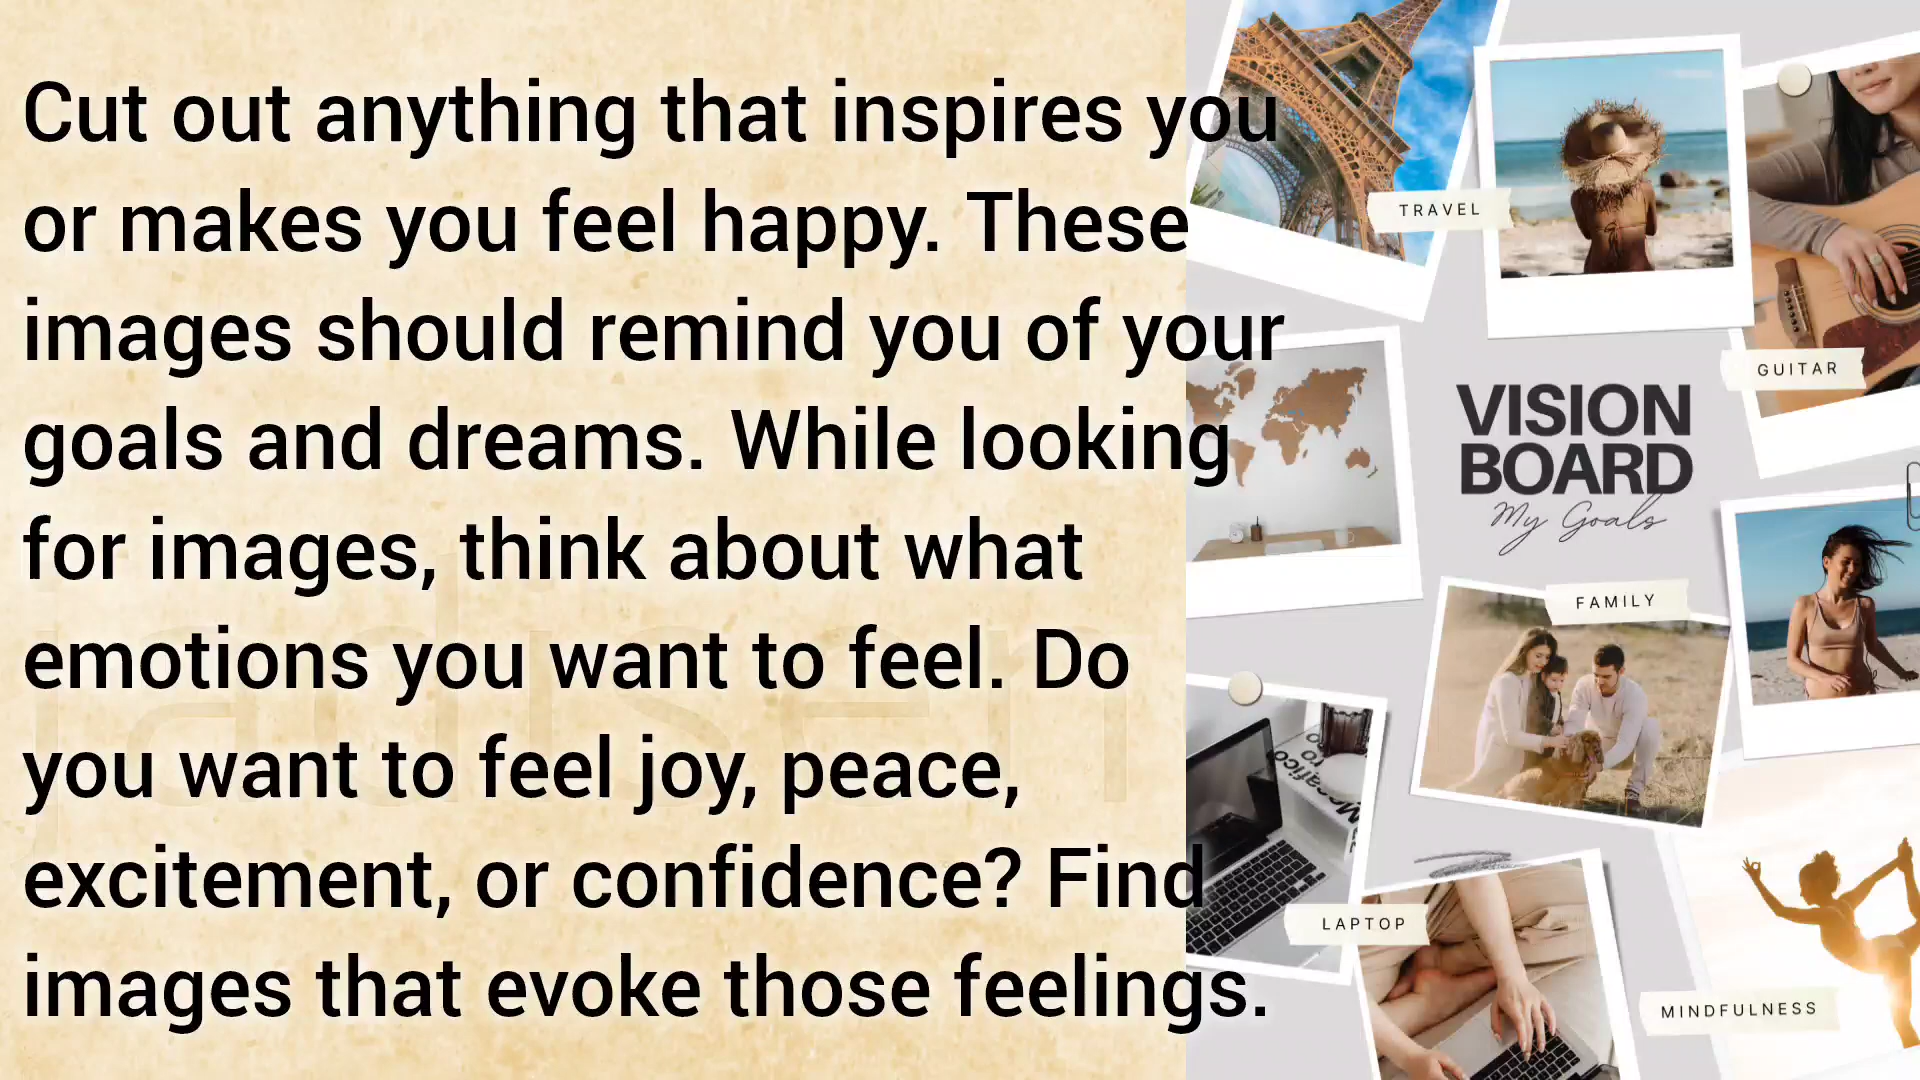 Cut out anything that inspires you
or makes you feel happy. These
images should remind you of your
goals and dreams. While looking
for images, think about what
emotions you want to feel. Do
you want to feel joy, peace,
excitement, or confidence? Find
images that evoke those feelings.
TRAVEL
GUITAR
VISION
BOARD
My Goals
FAMILY
LAPTOP
MINDFULNESS